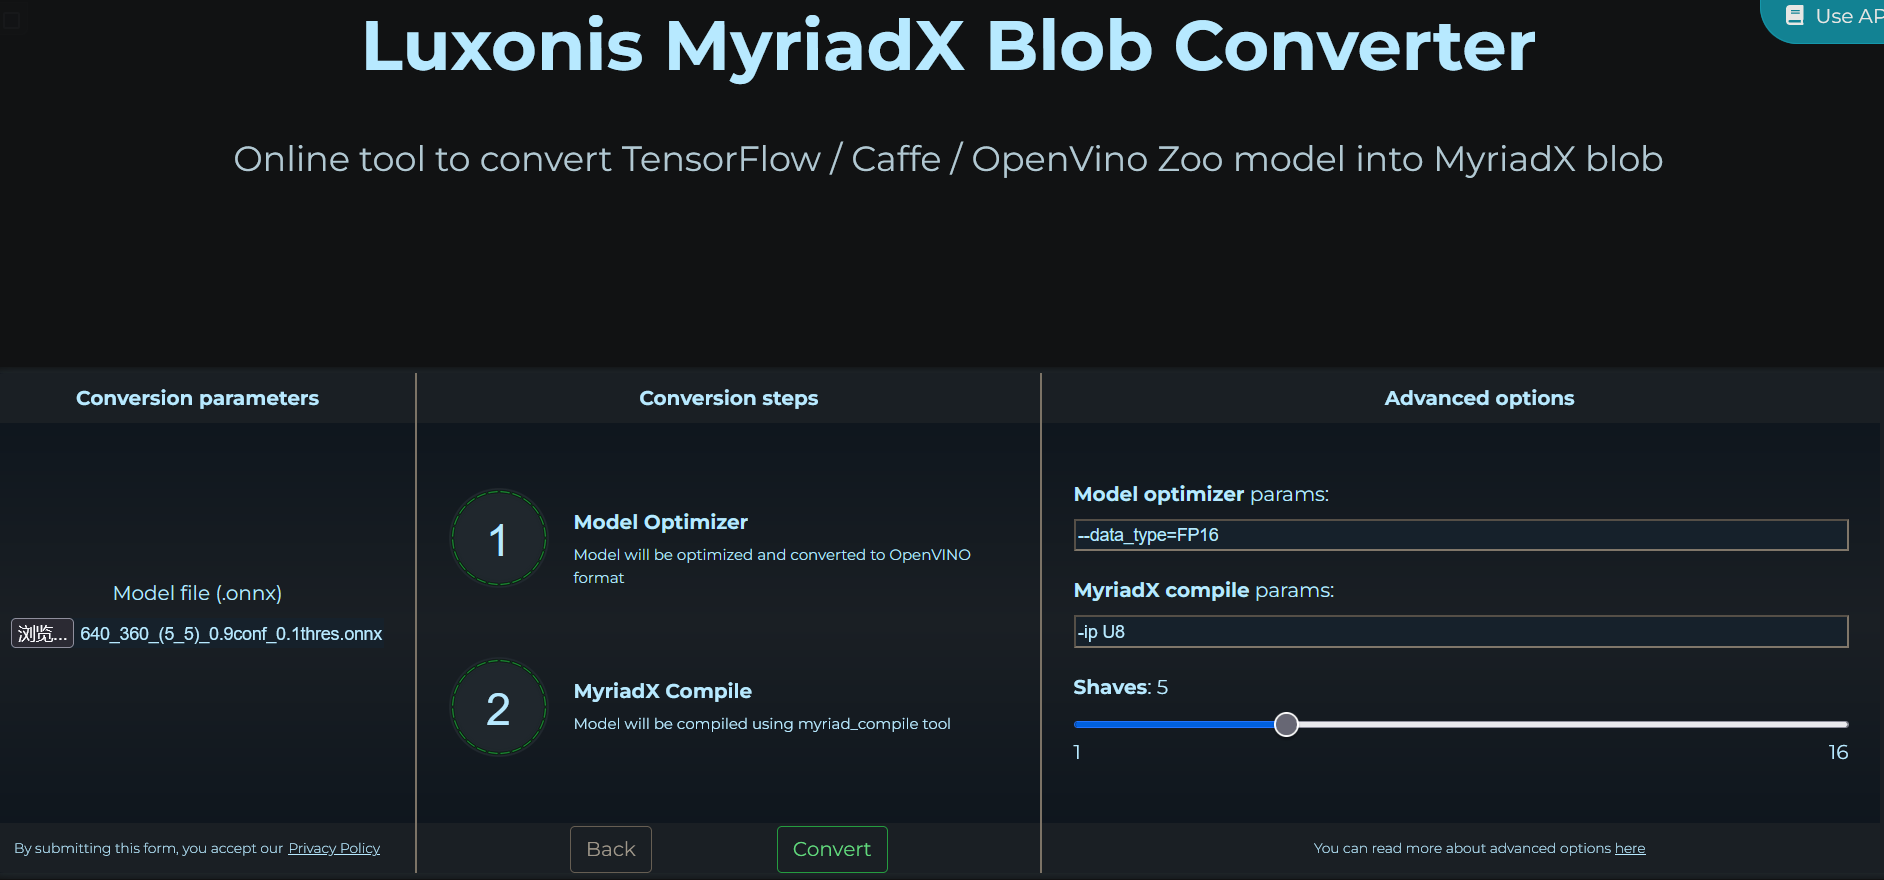 Luxonis MyriadX Blob Converter
Use AP
Online tool to convert TensorFlow / Caffe / OpenVino Zoo model into MyriadX blob
Conversion parameters
Model file (.onnx)
浏览... 640_360_(5_5)_0.9conf_0.1thres.onnx
By submitting this form, you accept our Privacy Policy
Conversion steps
1
Model Optimizer
Model will be optimized and converted to OpenVINO
format
2
MyriadX Compile
Model will be compiled using myriad_compile tool
Back
Convert
Advanced options
Model optimizer params:
--data_type=FP16
MyriadX compile params:
-ip U8
Shaves: 5
1 16
You can read more about advanced options here